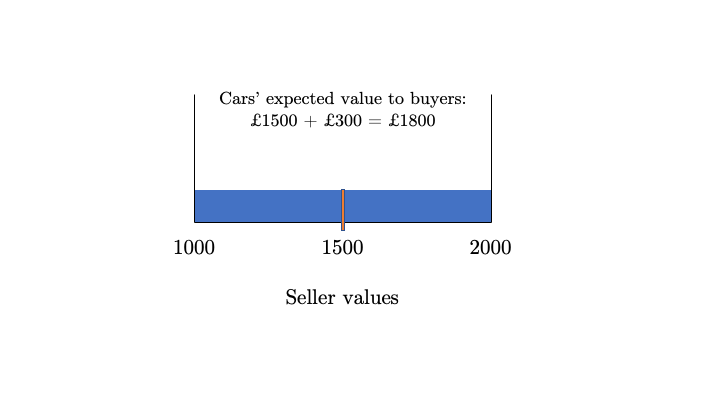 Cars’ expected value to buyers:
£1500 + £300 = £1800
1000 1500 2000
Seller values